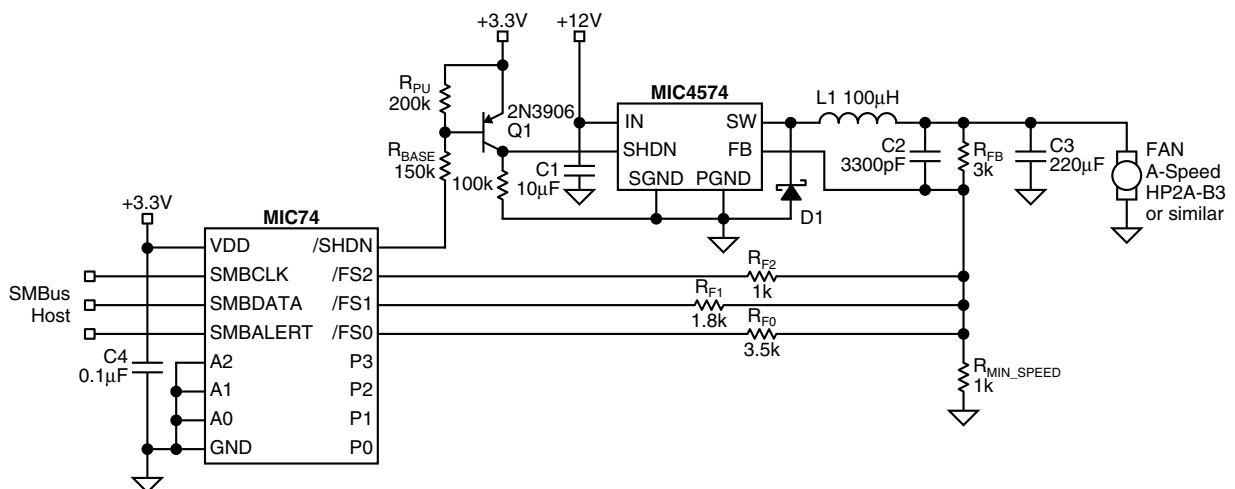 +3.3V
+12V
R_PU
200k
2N3906
Q1
R_BASE
150k
100k
C1
10µF
MIC4574
IN
SHDN
SGND
PGND
SW
FB
L1 100µH
C2
3300pF
R_FB
3k
C3
220µF
FAN
A-Speed
HP2A-B3
or similar
D1
+3.3V
MIC74
VDD
SMBCLK
SMBDATA
SMBALERT
A2
A1
A0
GND
/SHDN
/FS2
/FS1
/FS0
P3
P2
P1
P0
SMBus
Host
C4
0.1µF
R_F2
1k
R_F1
1.8k
R_F0
3.5k
R_MIN_SPEED
1k